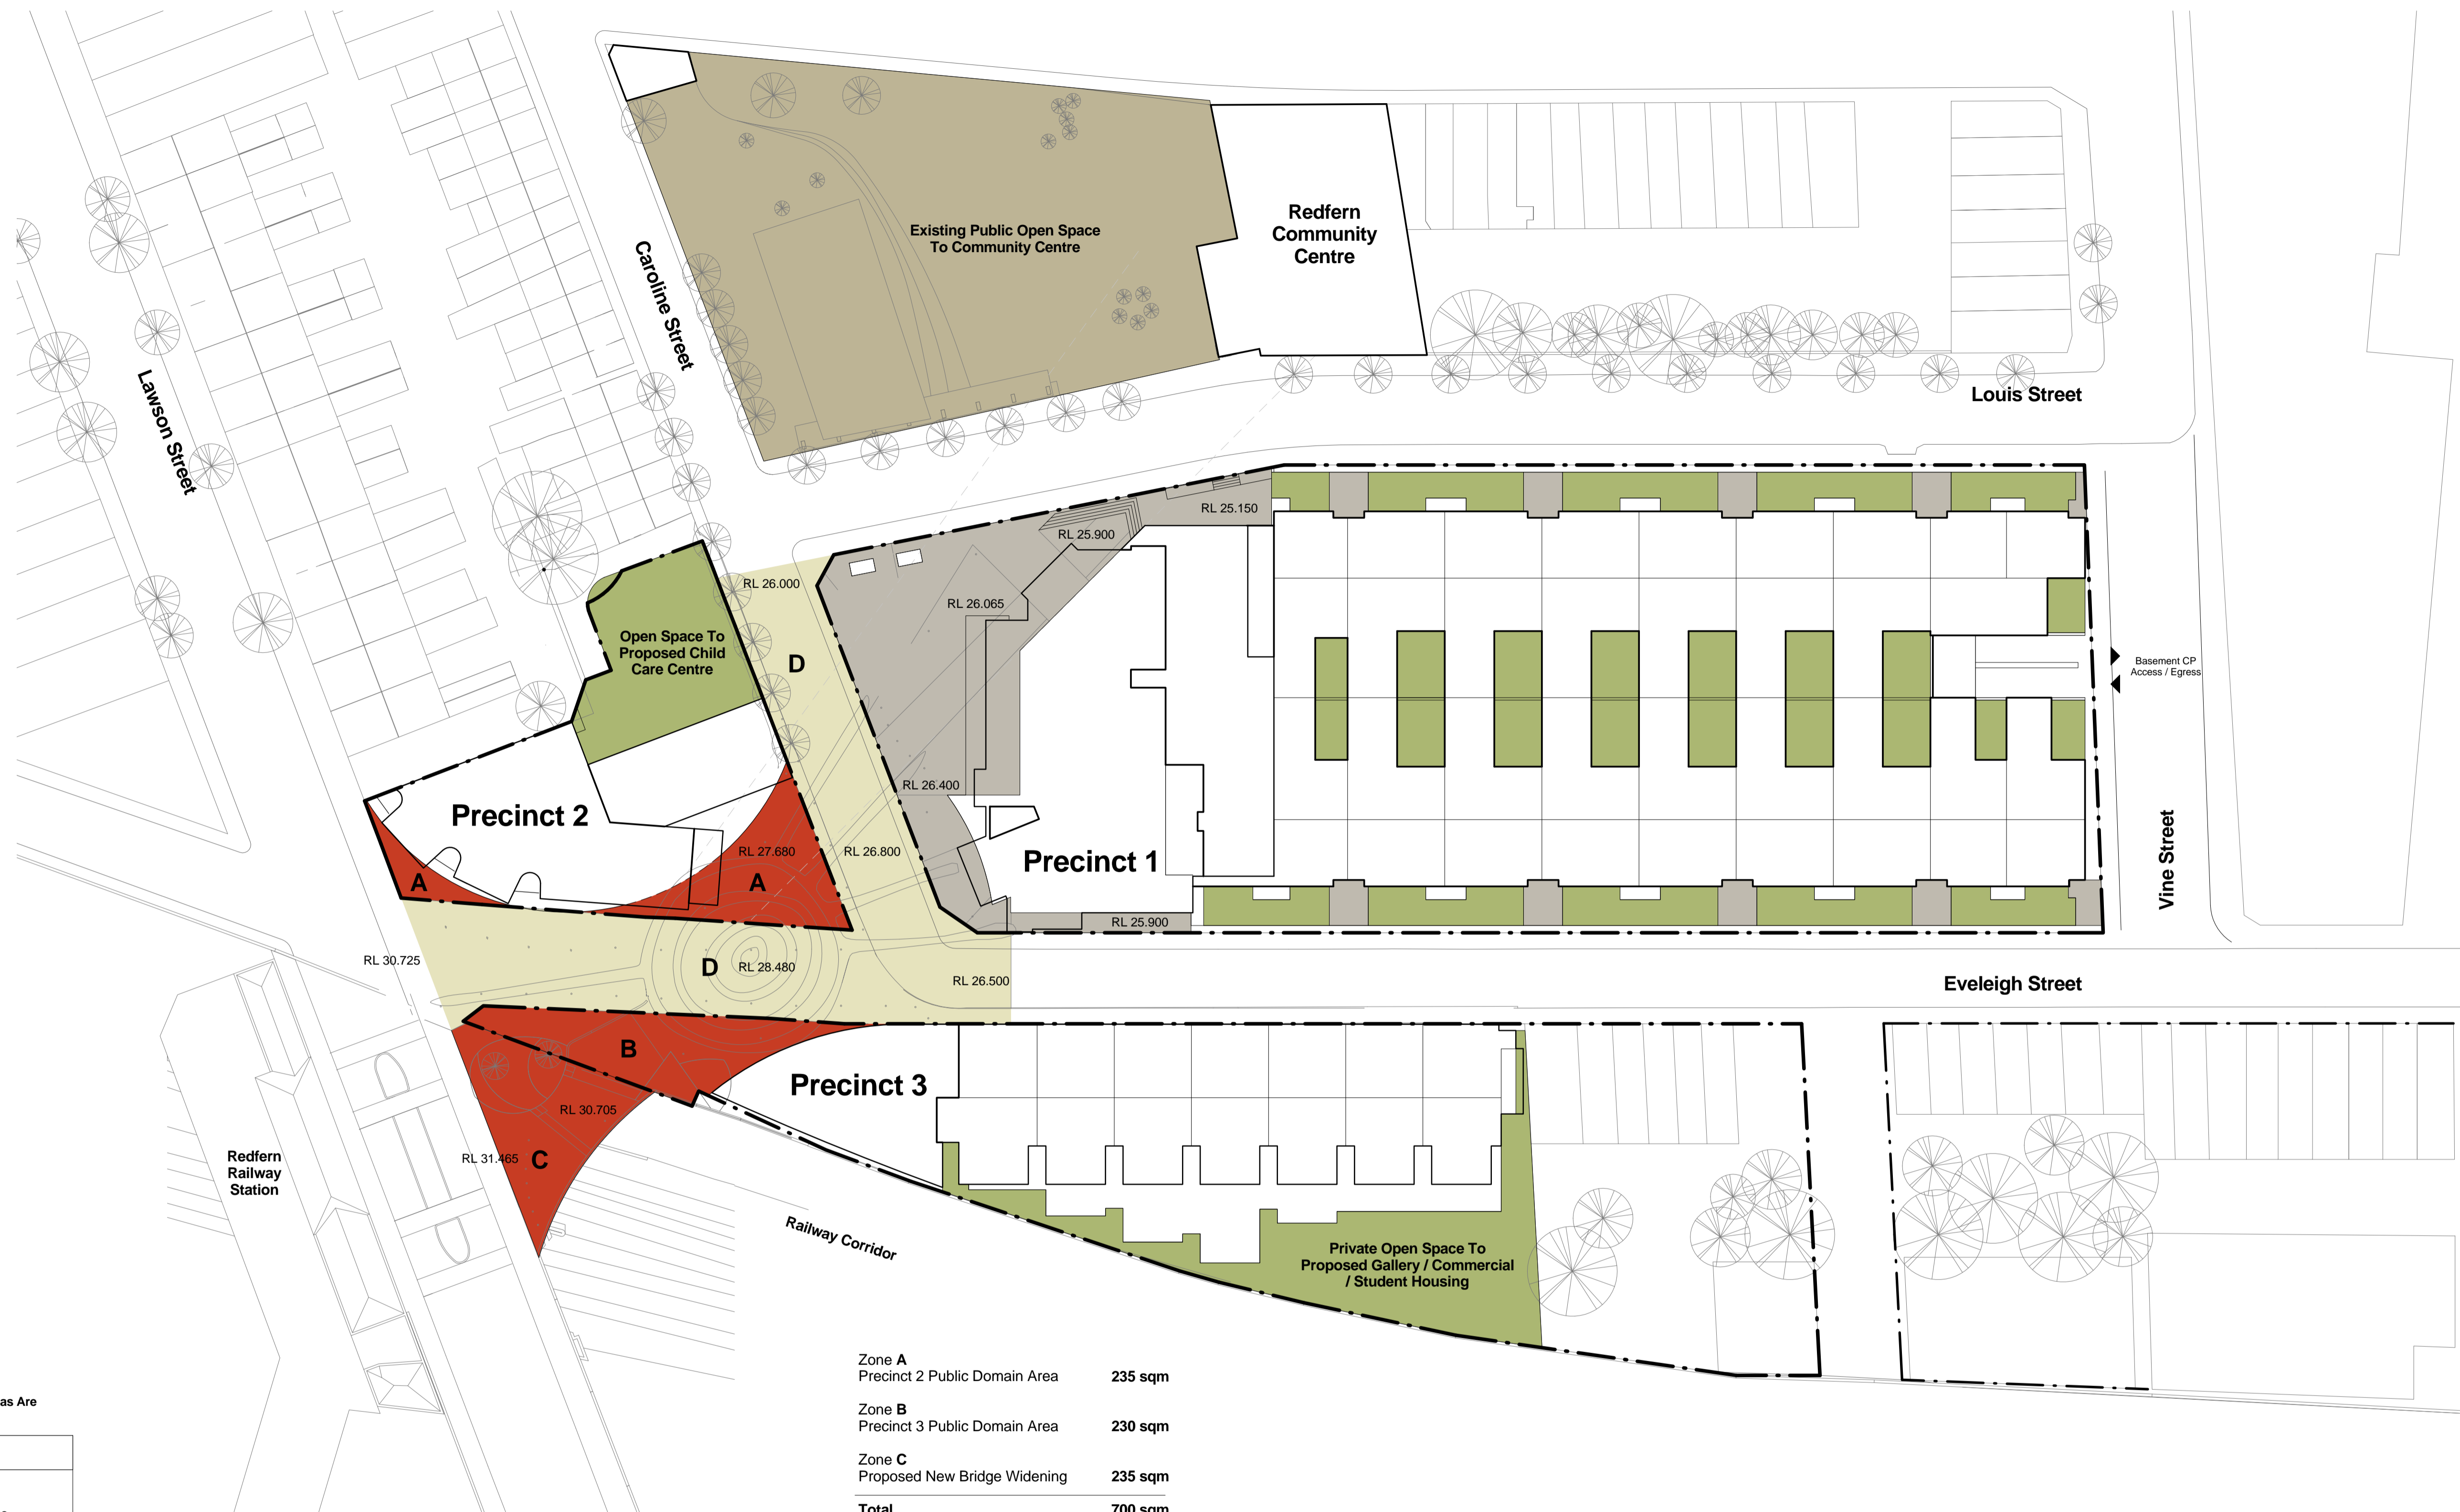 Existing Public Open Space
To Community Centre
Redfern
Community
Centre
Caroline Street
Lawson Street
Louis Street
RL 25.150
RL 25.900
RL 26.000
RL 26.065
Open Space To
Proposed Child
Care Centre
D
Basement CP
Access / Egress
RL 26.400
Precinct 2
RL 27.680
RL 26.800
Precinct 1
Vine Street
A
A
RL 25.900
RL 30.725
D
RL 28.480
RL 26.500
Eveleigh Street
B
Precinct 3
RL 30.705
Redfern
Railway
Station
RL 31.465
C
Railway Corridor
Private Open Space To
Proposed Gallery / Commercial
/ Student Housing
Zone A
Precinct 2 Public Domain Area 235 sqm
Zone B
Precinct 3 Public Domain Area 230 sqm
Zone C
Proposed New Bridge Widening 235 sqm
Total 700 sqm
as Are